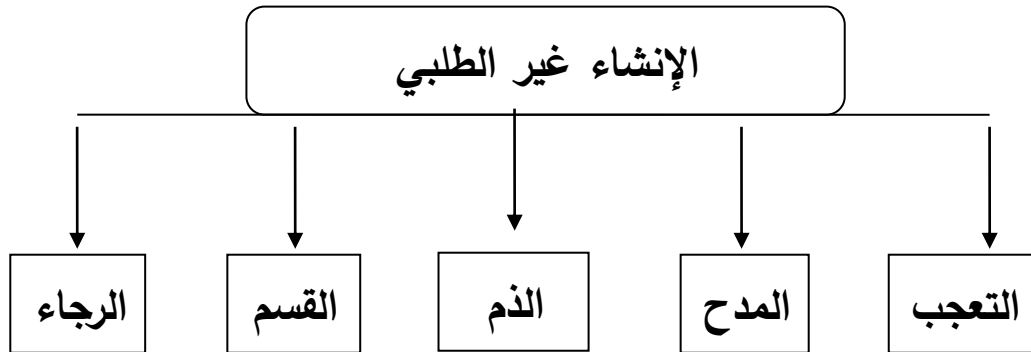 الإنشاء غير الطلبي
التعجب
المدح
الذم
القسم
الرجاء